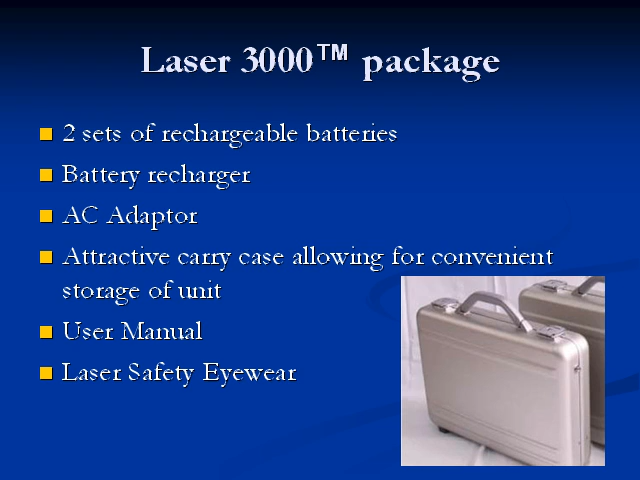 Laser 3000™ package
2 sets of rechargeable batteries
Battery recharger
AC Adaptor
Attractive carry case allowing for convenient
storage of unit
User Manual
Laser Safety Eyewear